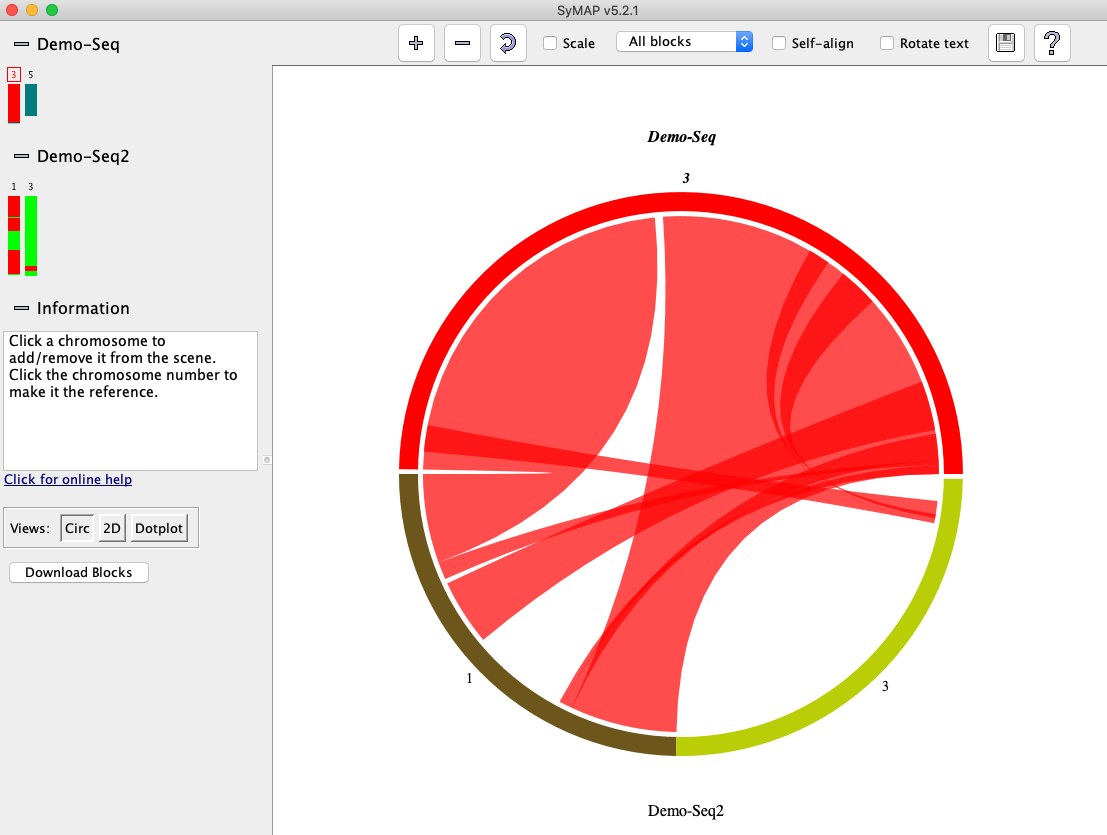 SyMAP v5.2.1
Demo-Seq
Scale
All blocks
Self-align
Rotate text
?
3 5
Demo-Seq2
1 3
Information
Click a chromosome to
add/remove it from the scene.
Click the chromosome number to
make it the reference.
Click for online help
Views: Circ 2D Dotplot
Download Blocks
Demo-Seq
3
1
3
Demo-Seq2